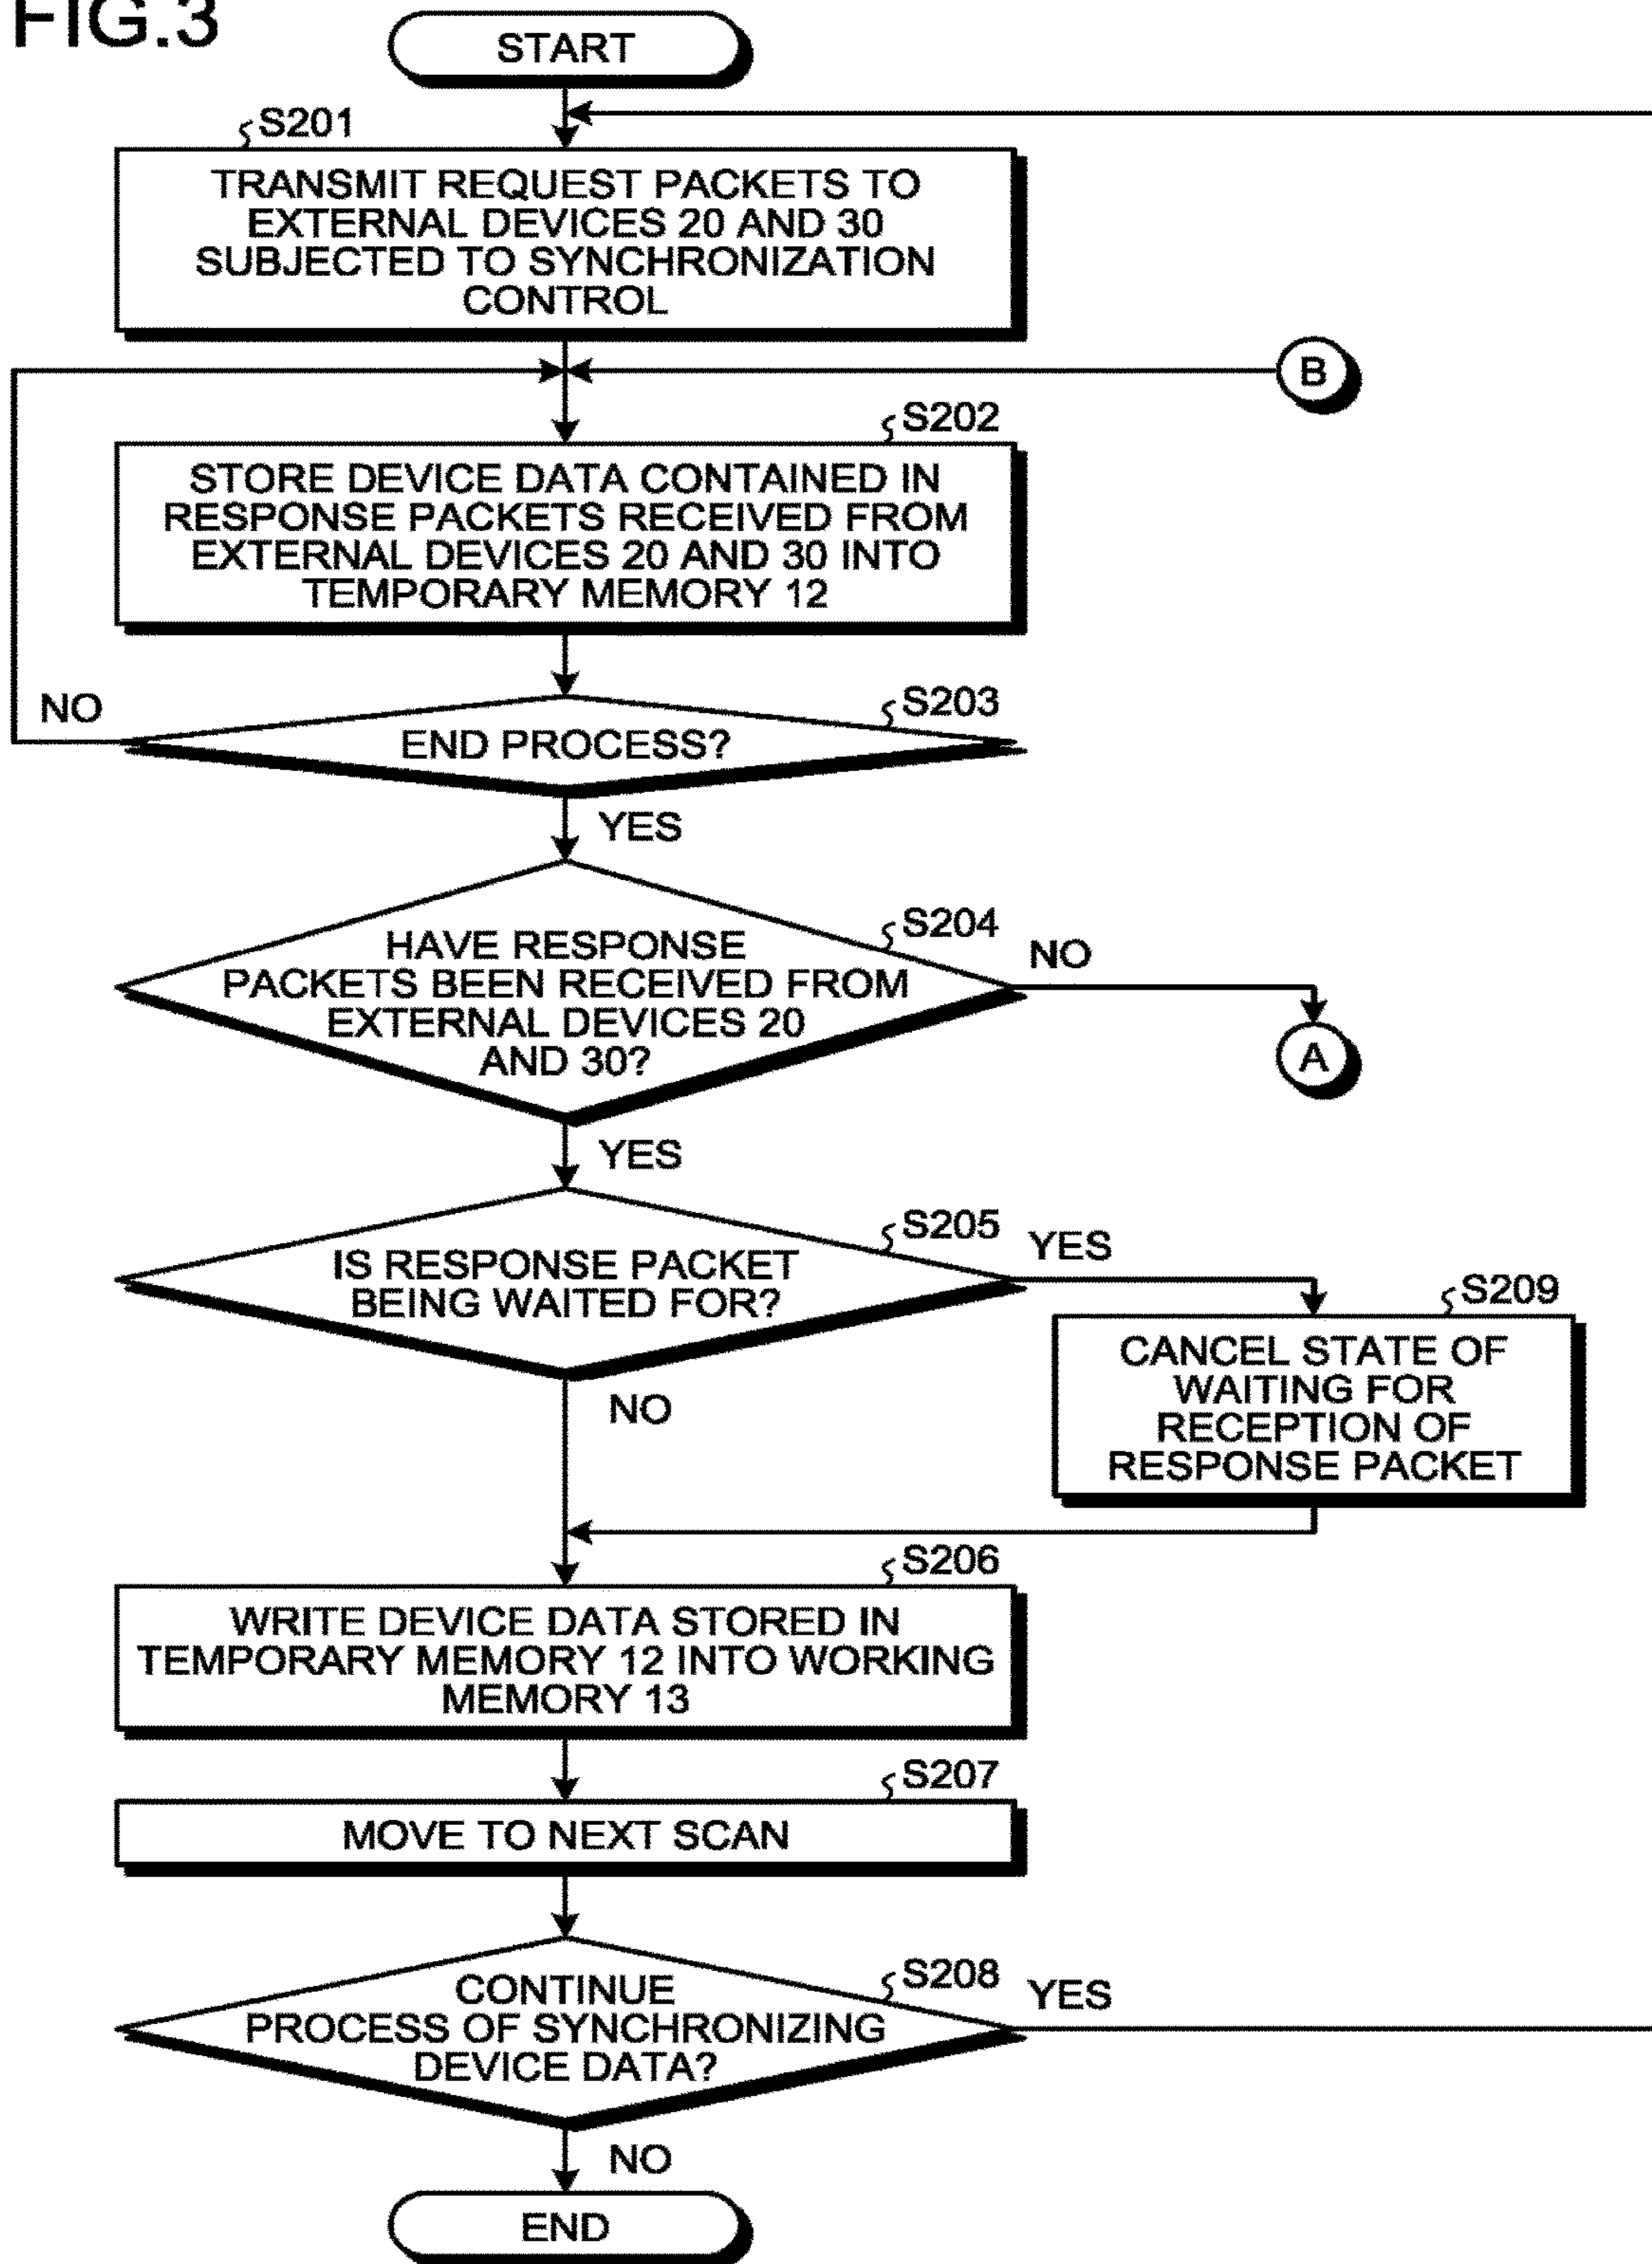 FIG.3
START
S201
TRANSMIT REQUEST PACKETS TO
EXTERNAL DEVICES 20 AND 30
SUBJECTED TO SYNCHRONIZATION
CONTROL
B
S202
STORE DEVICE DATA CONTAINED IN
RESPONSE PACKETS RECEIVED FROM
EXTERNAL DEVICES 20 AND 30 INTO
TEMPORARY MEMORY 12
S203
NO
END PROCESS?
YES
S204
HAVE RESPONSE
PACKETS BEEN RECEIVED FROM
EXTERNAL DEVICES 20
AND 30?
NO
A
YES
S205
IS RESPONSE PACKET
BEING WAITED FOR?
YES
S209
CANCEL STATE OF
WAITING FOR
RECEPTION OF
RESPONSE PACKET
NO
S206
WRITE DEVICE DATA STORED IN
TEMPORARY MEMORY 12 INTO WORKING
MEMORY 13
S207
MOVE TO NEXT SCAN
S208
CONTINUE
PROCESS OF SYNCHRONIZING
DEVICE DATA?
YES
NO
END